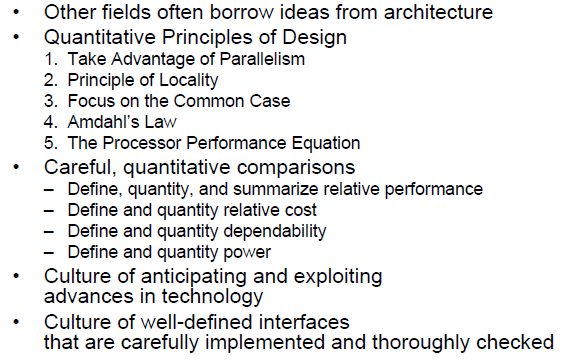 • Other fields often borrow ideas from architecture
• Quantitative Principles of Design
1. Take Advantage of Parallelism
2. Principle of Locality
3. Focus on the Common Case
4. Amdahl's Law
5. The Processor Performance Equation
• Careful, quantitative comparisons
– Define, quantity, and summarize relative performance
– Define and quantity relative cost
– Define and quantity dependability
– Define and quantity power
• Culture of anticipating and exploiting
advances in technology
• Culture of well-defined interfaces
that are carefully implemented and thoroughly checked